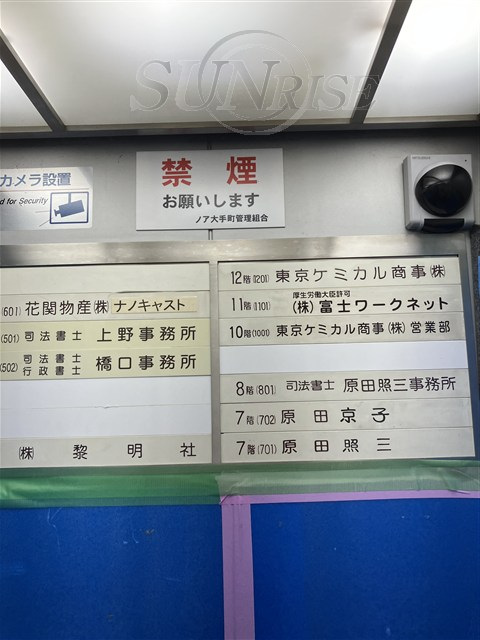 SUNRISE
カメラ設置
d for Security
禁 煙
お願いします
ノア大手町管理組合
MITSUBISHI
(601) 花関物産(株) ナノキャスト
(501) 司法書士 上野事務所
(502) 司法書士 行政書士 橋口事務所
(株) 黎明社
12階(1201) 東京ケミカル商事(株)
厚生労働大臣許可
11階(1101) (株)富士ワークネット
10階(1001) 東京ケミカル商事(株)営業部
8階(801) 司法書士 原田照三事務所
7階(702) 原田京子
7階(701) 原田照三